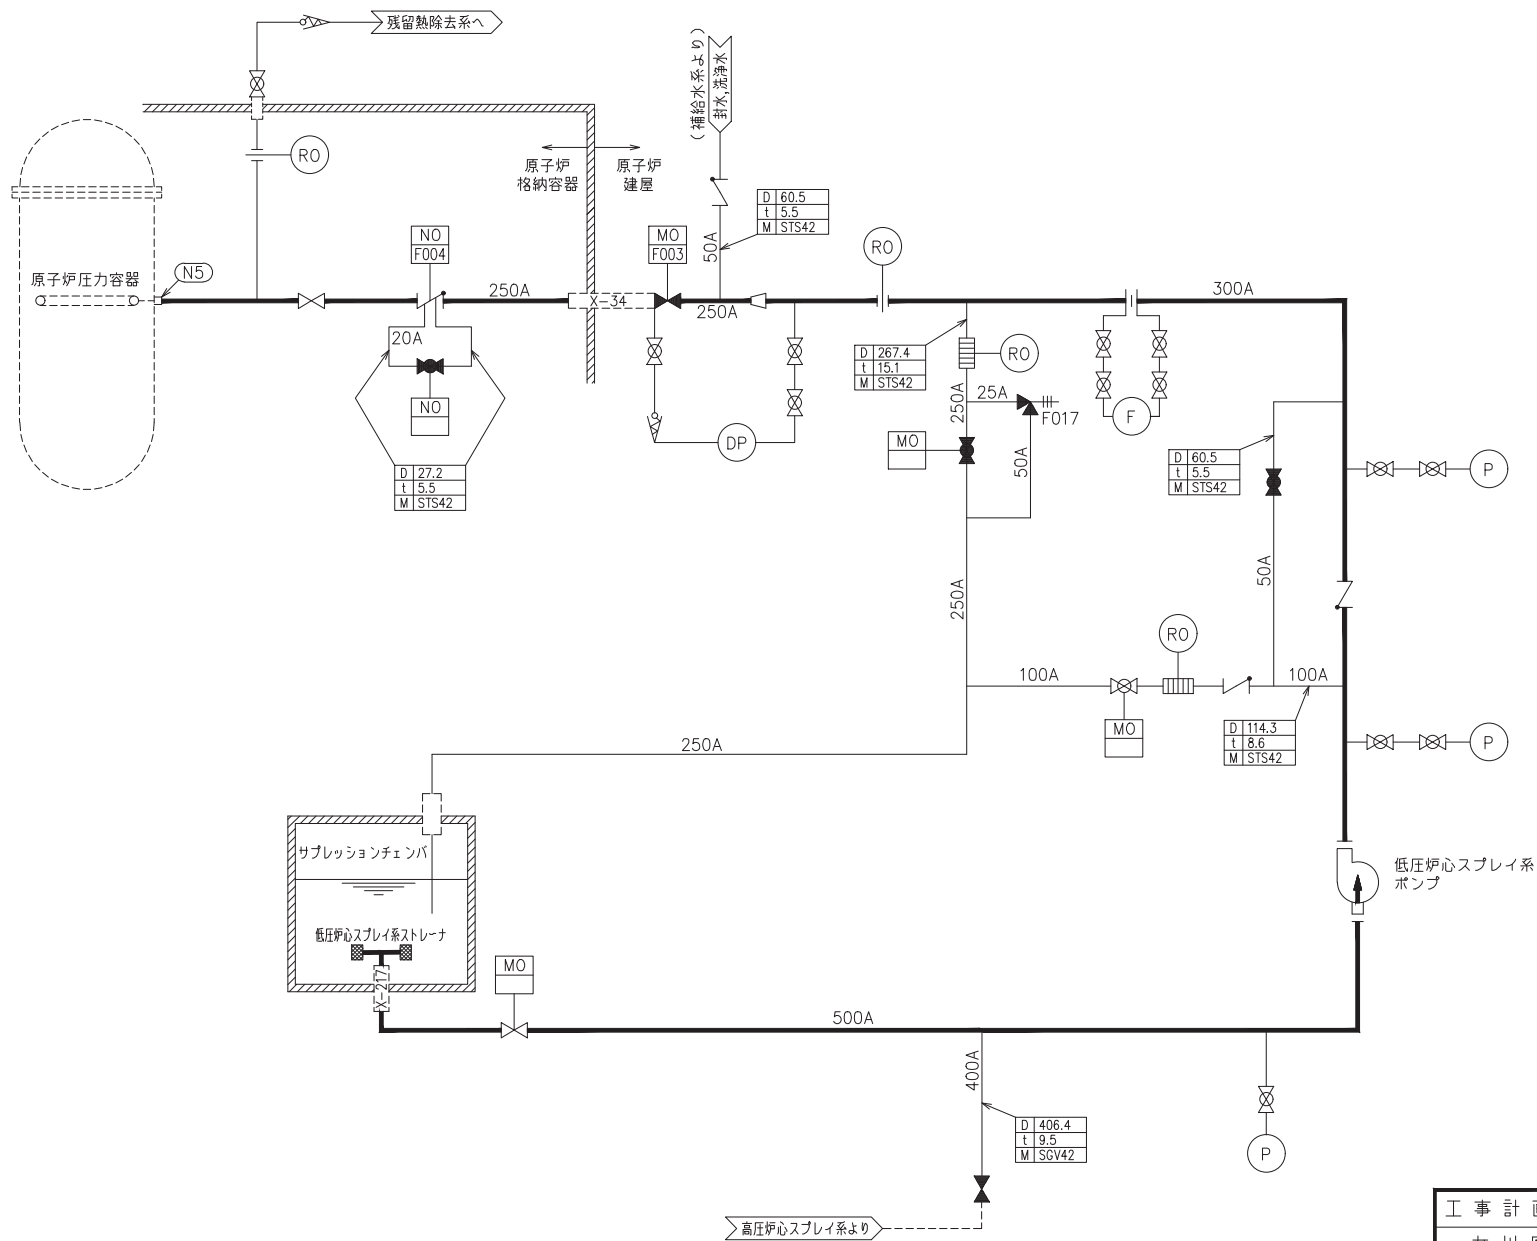 残留熱除去系へ
(補給水系より)
封水,洗浄水
RO
原子炉
格納容器
原子炉
建屋
D 60.5
t 5.5
M STS42
50A
NO
F004
MO
F003
RO
原子炉圧力容器
N5
250A
X-34
250A
300A
20A
NO
D 27.2
t 5.5
M STS42
DP
D 267.4
t 15.1
M STS42
RO
250A
25A
F017
MO
50A
F
D 60.5
t 5.5
M STS42
P
250A
50A
RO
100A
100A
MO
D 114.3
t 8.6
M STS42
P
250A
サプレッションチェンバ
低圧炉心スプレイ系ストレーナ
X-217
MO
低圧炉心スプレイ系
ポンプ
500A
400A
D 406.4
t 9.5
M SGV42
P
高圧炉心スプレイ系より
工事計